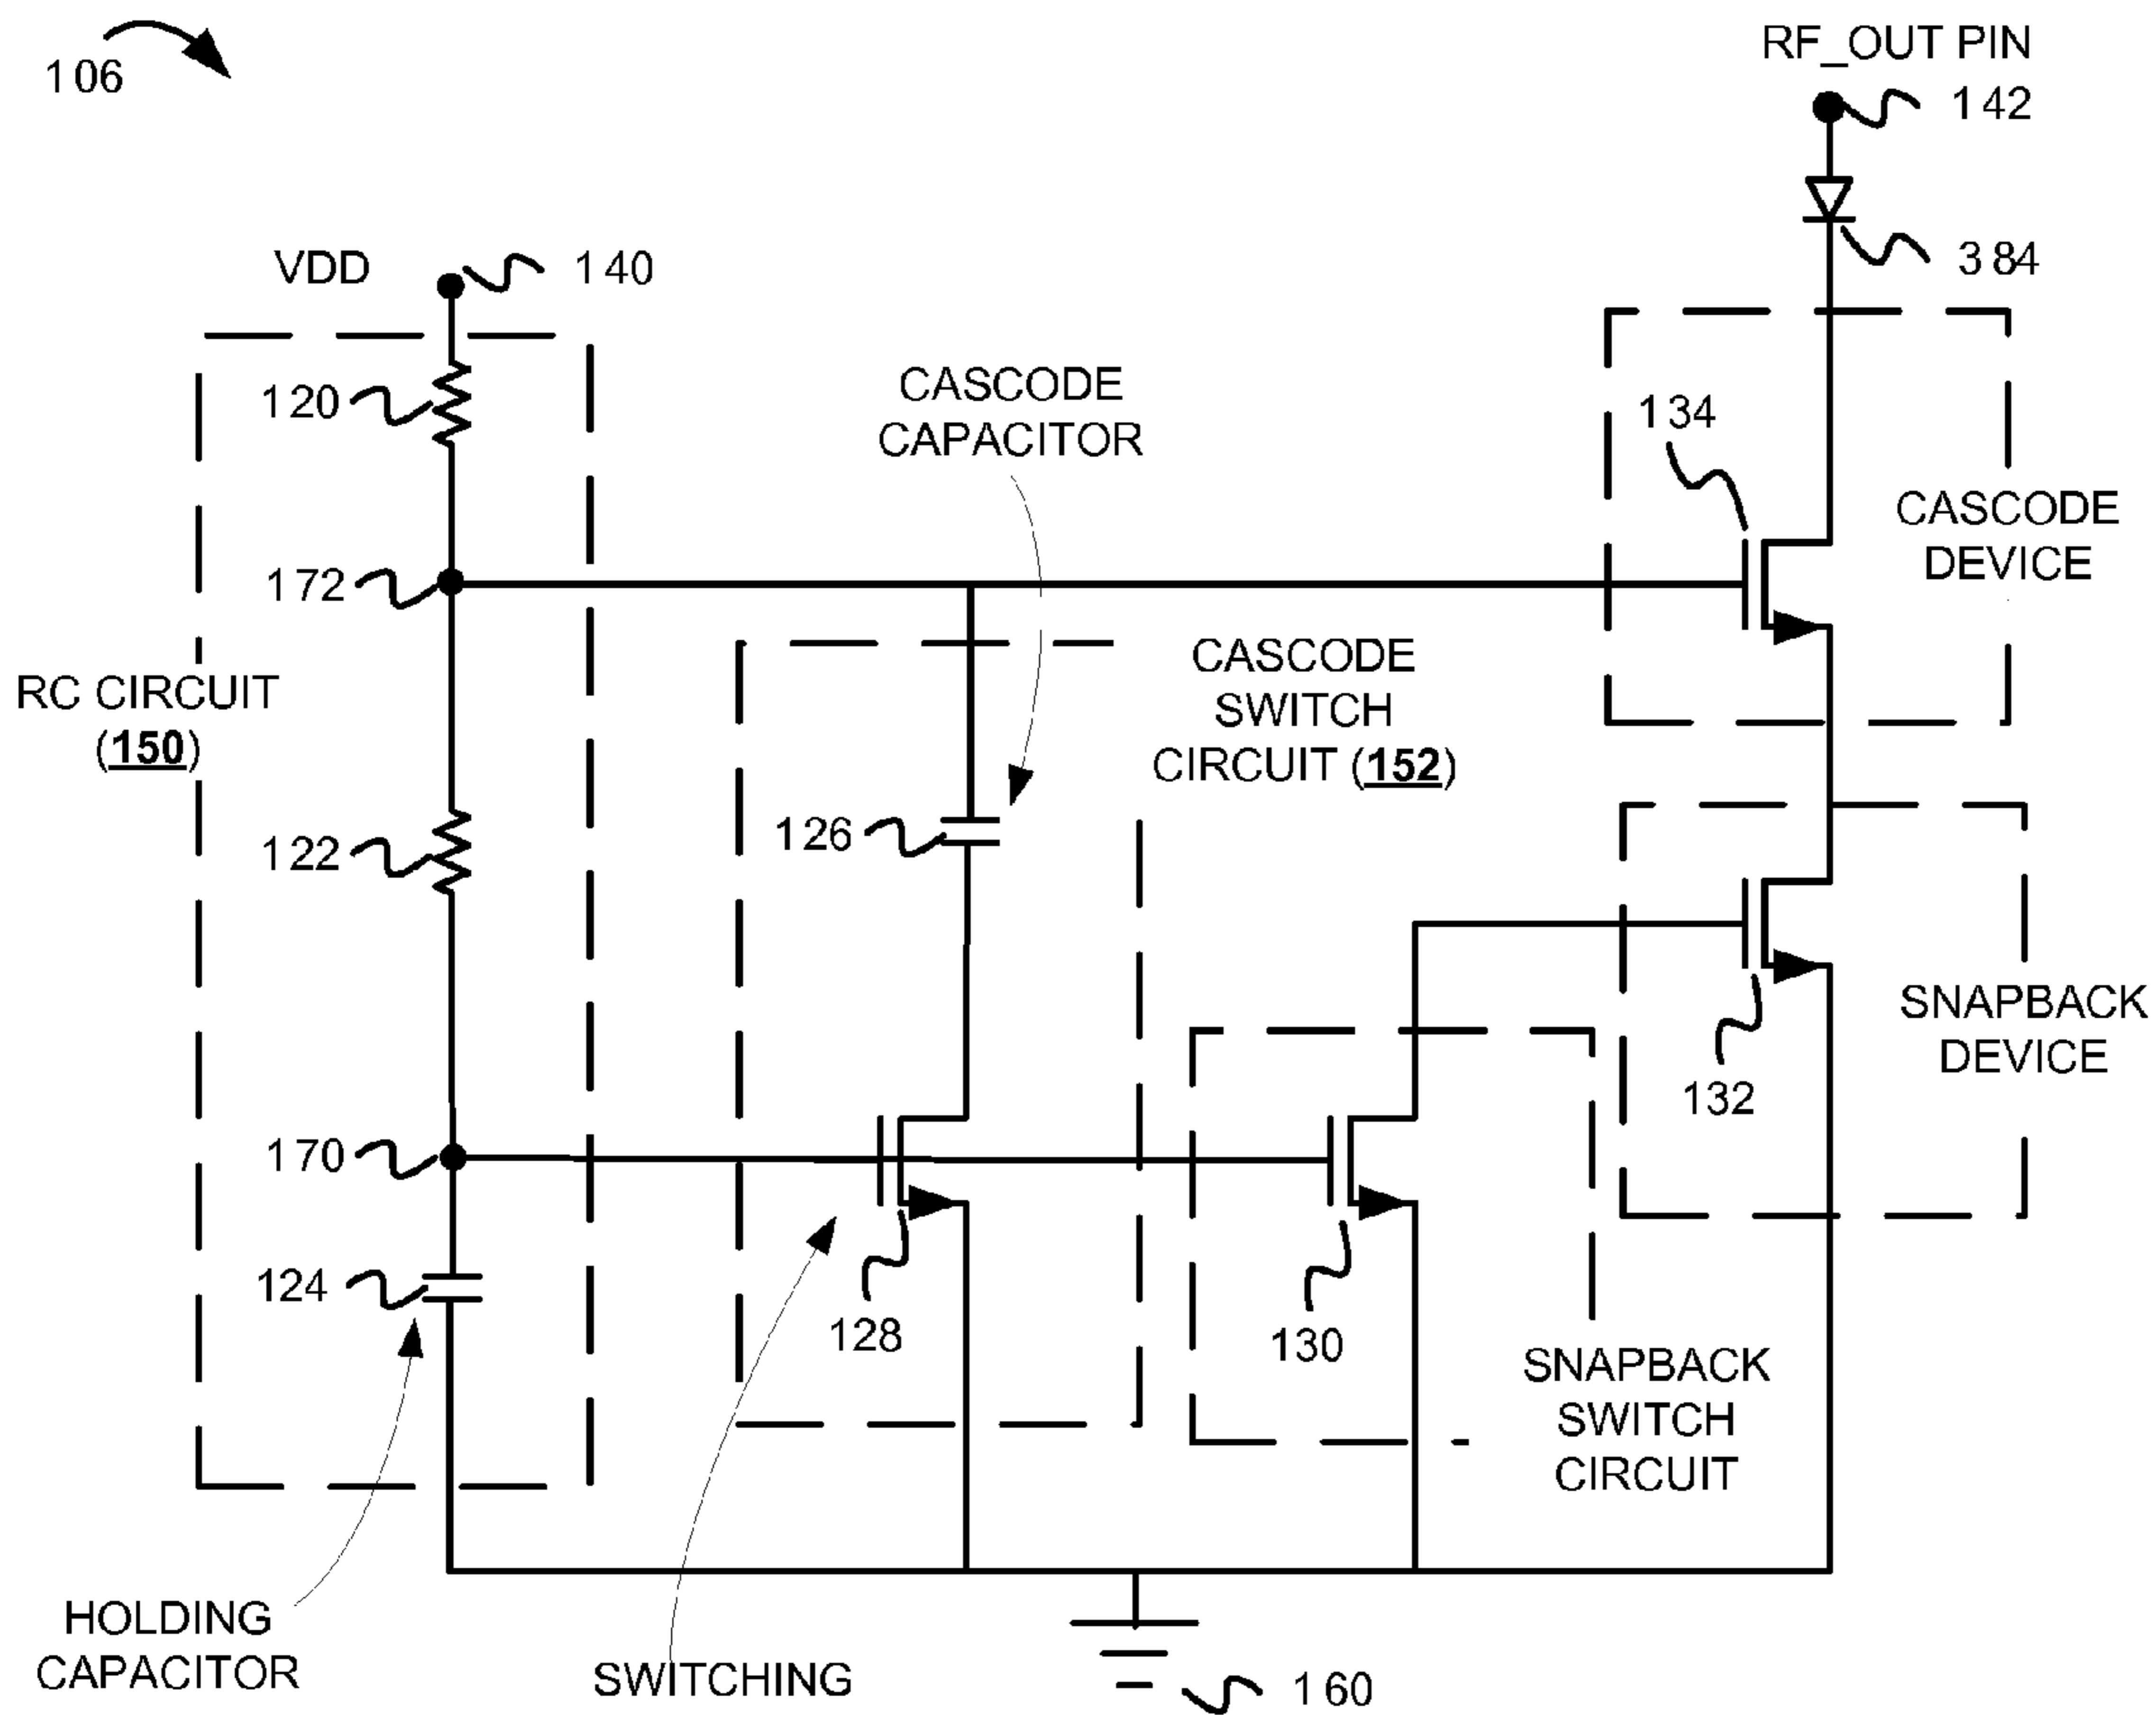 106
RF_OUT PIN
142
384
VDD
140
120
CASCODE
CAPACITOR
134
CASCODE
DEVICE
172
RC CIRCUIT
(150)
CASCODE
SWITCH
CIRCUIT (152)
122
126
SNAPBACK
DEVICE
132
170
124
128
130
SNAPBACK
SWITCH
CIRCUIT
HOLDING
CAPACITOR
SWITCHING
160